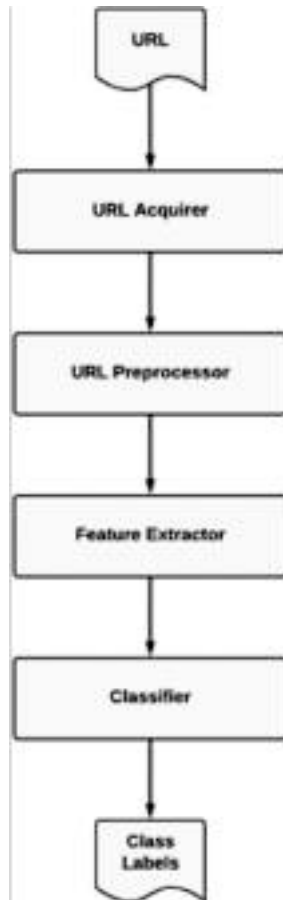 URL
URL Acquirer
URL Preprocessor
Feature Extractor
Classifier
Class
Labels